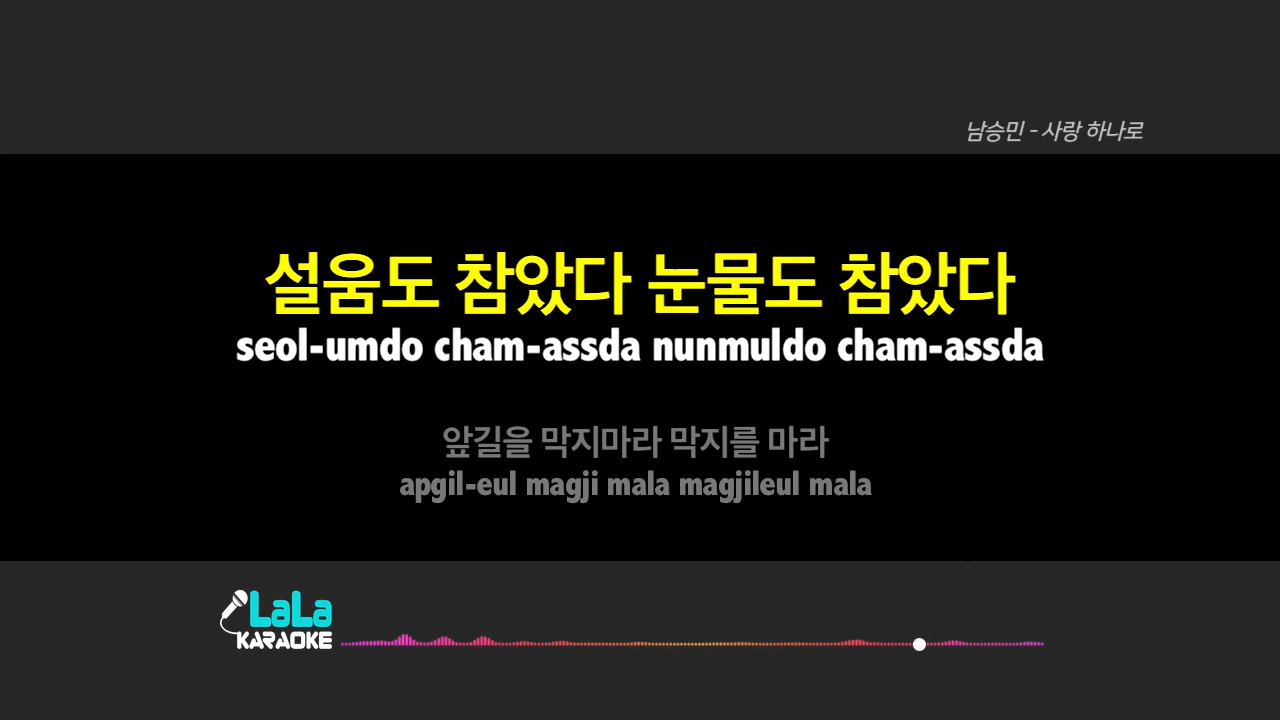 남승민 - 사랑 하나로
설움도 참았다 눈물도 참았다
seol-umdo cham-assda nunmuldo cham-assda
앞길을 막지마라 막지를 마라
apgil-eul magji mala magjileul mala
LaLa
KARAOKE